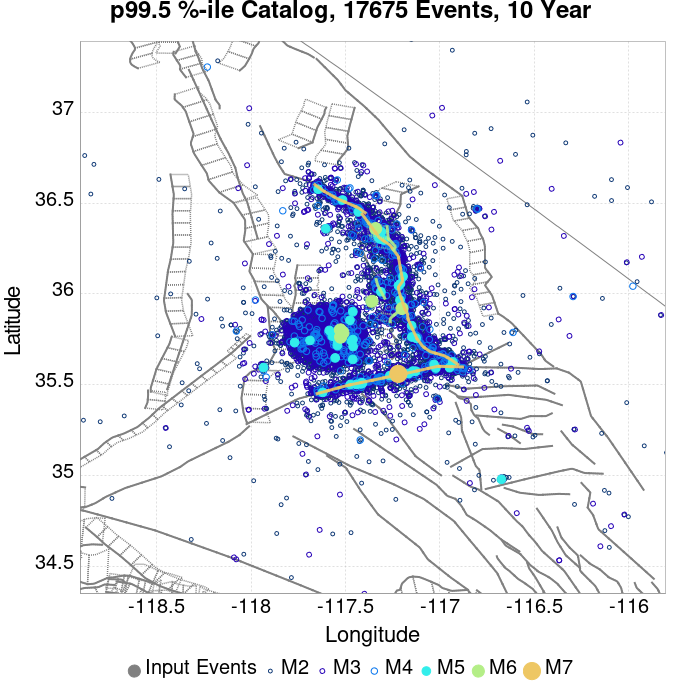 p99.5 %-ile Catalog, 17675 Events, 10 Year
37
36.5
36
35.5
35
34.5
Latitude
-118.5 -118 -117.5 -117 -116.5 -116
Longitude
Input Events M2 M3 M4 M5 M6 M7